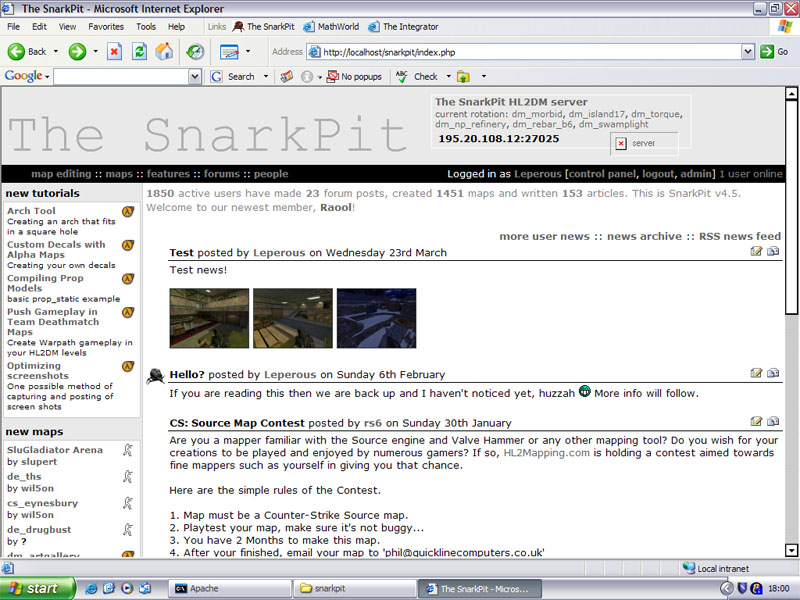 The SnarkPit - Microsoft Internet Explorer
File Edit View Favorites Tools Help Links The SnarkPit MathWorld The Integrator
Back Address http://localhost/snarkpit/index.php Go
Google Search No popups Check
The SnarkPit
The SnarkPit HL2DM server
current rotation: dm_morbid, dm_island17, dm_torque,
dm_np_refinery, dm_rebar_b6, dm_swamplight
195.20.108.12:27025
server
map editing :: maps :: features :: forums :: people
Logged in as Leperous [control panel, logout, admin] 1 user online
new tutorials
Arch Tool
Creating an arch that fits
in a square hole
Custom Decals with
Alpha Maps
Creating your own decals
Compiling Prop
Models
basic prop_static example
Push Gameplay in
Team Deathmatch
Maps
Create Warpath gameplay in
your HL2DM levels
Optimizing
screenshots
One possible method of
capturing and posting of
screen shots
new maps
SluGladiator Arena
by slupert
de_ths
by wil5on
cs_eynesbury
by wil5on
de_drugbust
by ?
dm_artgallery
1850 active users have made 23 forum posts, created 1451 maps and written 153 articles. This is SnarkPit v4.5.
Welcome to our newest member, Raool!
more user news :: news archive :: RSS news feed
Test posted by Leperous on Wednesday 23rd March
Test news!
Hello? posted by Leperous on Sunday 6th February
If you are reading this then we are back up and I haven't noticed yet, huzzah More info will follow.
CS: Source Map Contest posted by rs6 on Sunday 30th January
Are you a mapper familiar with the Source engine and Valve Hammer or any other mapping tool? Do you wish for your
creations to be played and enjoyed by numerous gamers? If so, HL2Mapping.com is holding a contest aimed towards
fine mappers such as yourself in giving you that chance.
Here are the simple rules of the Contest.
1. Map must be a Counter-Strike Source map.
2. Playtest your map, make sure it's not buggy...
3. You have 2 Months to make this map.
4. After your finished, email your map to 'phil@quicklinecomputers.co.uk'
Local intranet
start Apache snarkpit The SnarkPit - Micros... 18:00